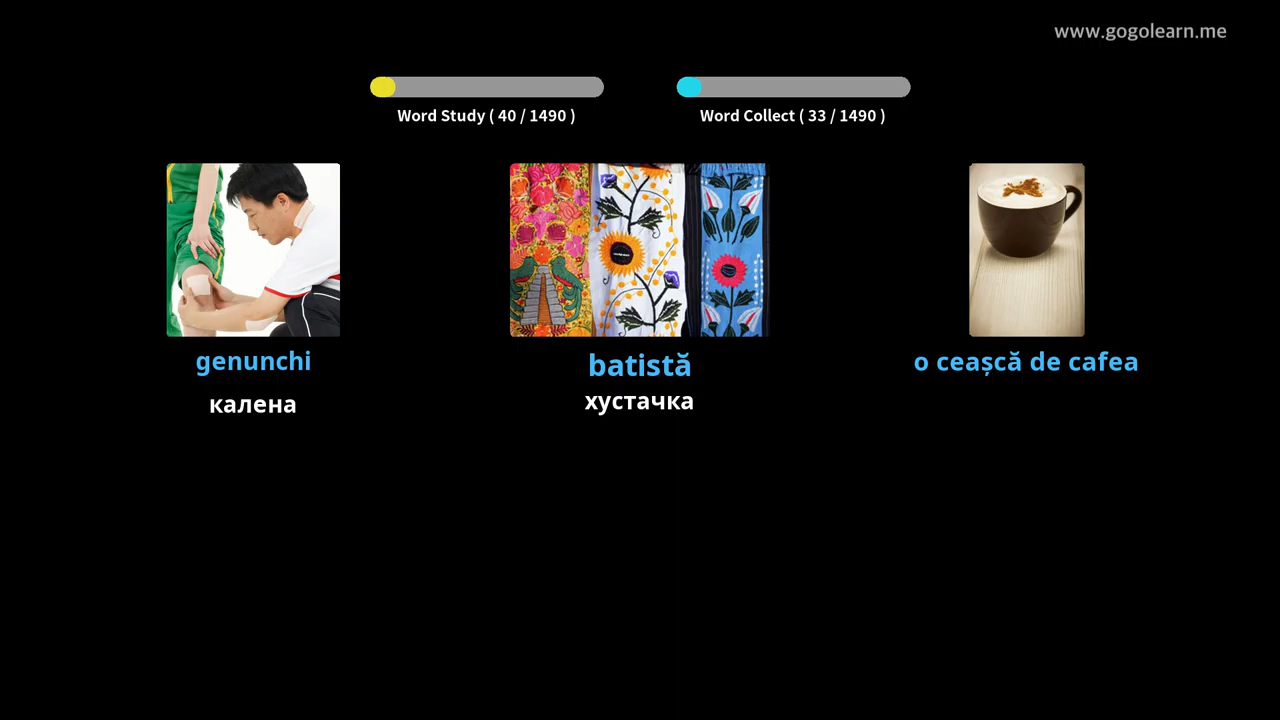 www.gogolearn.me
Word Study ( 40 / 1490 )
Word Collect ( 33 / 1490 )
genunchi
калена
batistă
хустачка
o ceașcă de cafea